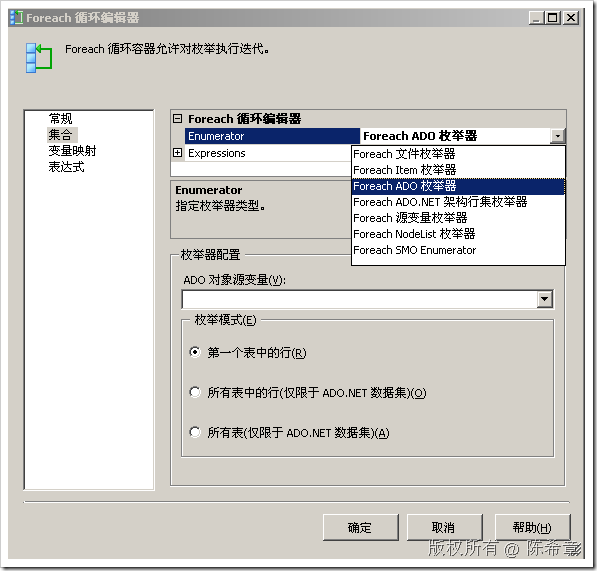 Foreach 循环编辑器
Foreach 循环容器允许对枚举执行迭代。
常规
集合
变量映射
表达式
Foreach 循环编辑器
Enumerator Foreach ADO 枚举器
Expressions
Foreach 文件枚举器
Foreach Item 枚举器
Foreach ADO 枚举器
Foreach ADO.NET 架构行集枚举器
Foreach 源变量枚举器
Foreach NodeList 枚举器
Foreach SMO Enumerator
Enumerator
指定枚举器类型。
枚举器配置
ADO 对象源变量(V):
枚举模式(E)
第一个表中的行(R)
所有表中的行(仅限于 ADO.NET 数据集)(O)
所有表(仅限于 ADO.NET 数据集)(A)
确定 取消 帮助(H)
版权所有 @ 陈希章